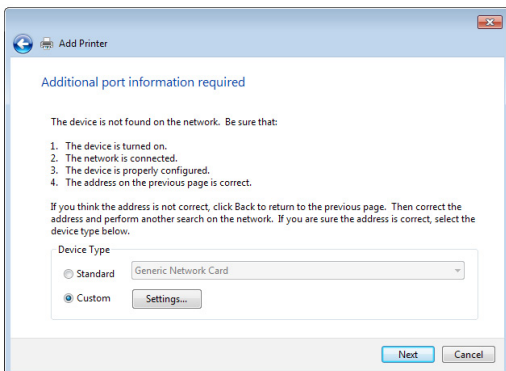 Add Printer
Additional port information required
The device is not found on the network.  Be sure that:
1.  The device is turned on.
2.  The network is connected.
3.  The device is properly configured.
4.  The address on the previous page is correct.
If you think the address is not correct, click Back to return to the previous page.  Then correct the
address and perform another search on the network.  If you are sure the address is correct, select the
device type below.
Device Type
Standard Generic Network Card
Custom Settings...
Next Cancel